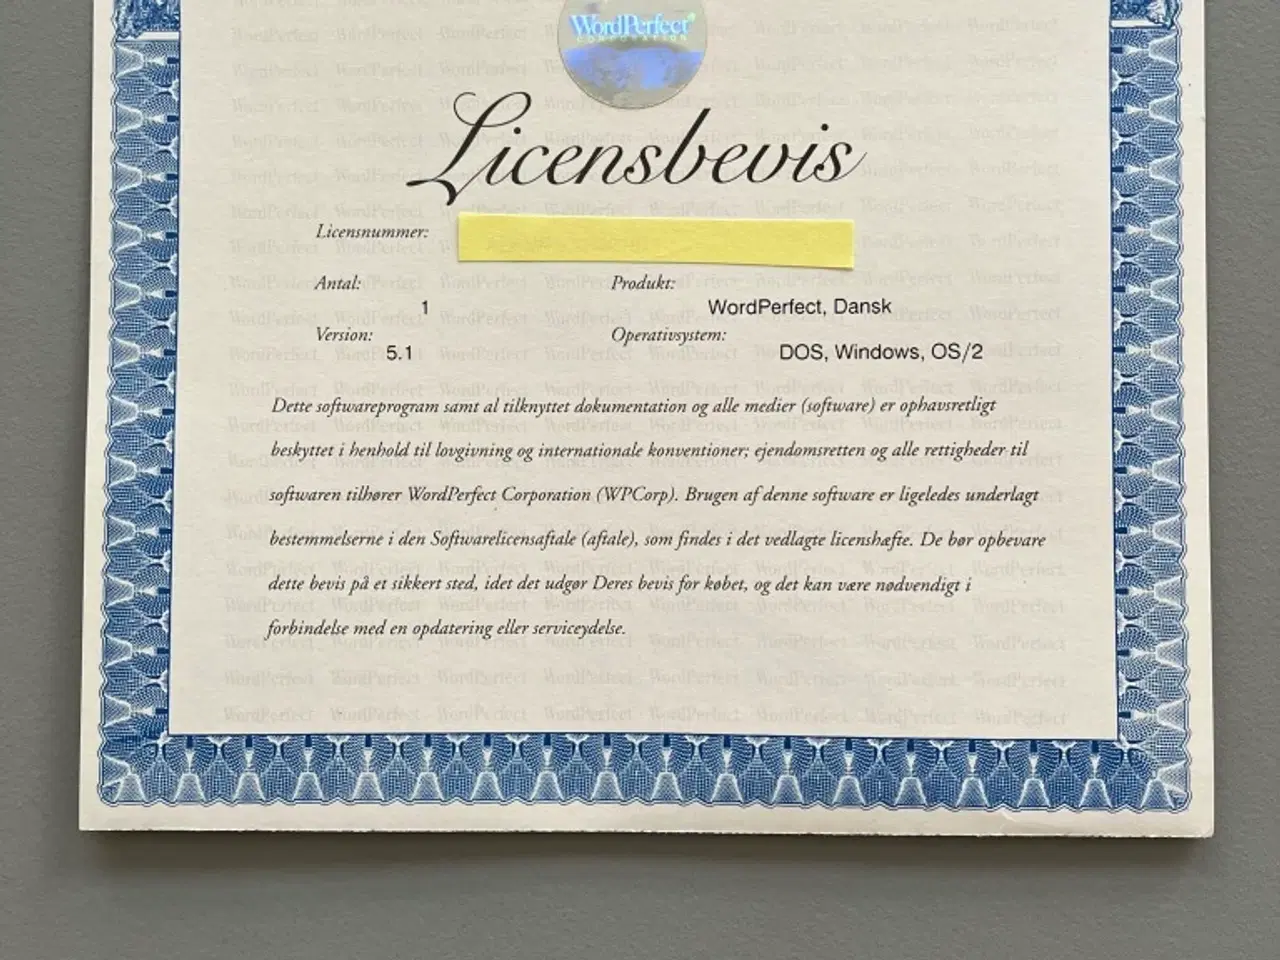 WordPerfect
CORPORATION
Licensbevis
Licensnummer:
Antal: Produkt:
1 WordPerfect, Dansk
Version: Operativsystem:
5.1 DOS, Windows, OS/2
Dette softwareprogram samt al tilknyttet dokumentation og alle medier (software) er ophavsretligt
beskyttet i henhold til lovgivning og internationale konventioner; ejendomsretten og alle rettigheder til
softwaren tilhører WordPerfect Corporation (WPCorp). Brugen af denne software er ligeledes underlagt
bestemmelserne i den Softwarelicensaftale (aftale), som findes i det vedlagte licenshæfte. De bør opbevare
dette bevis på et sikkert sted, idet det udgør Deres bevis for købet, og det kan være nødvendigt i
forbindelse med en opdatering eller serviceydelse.